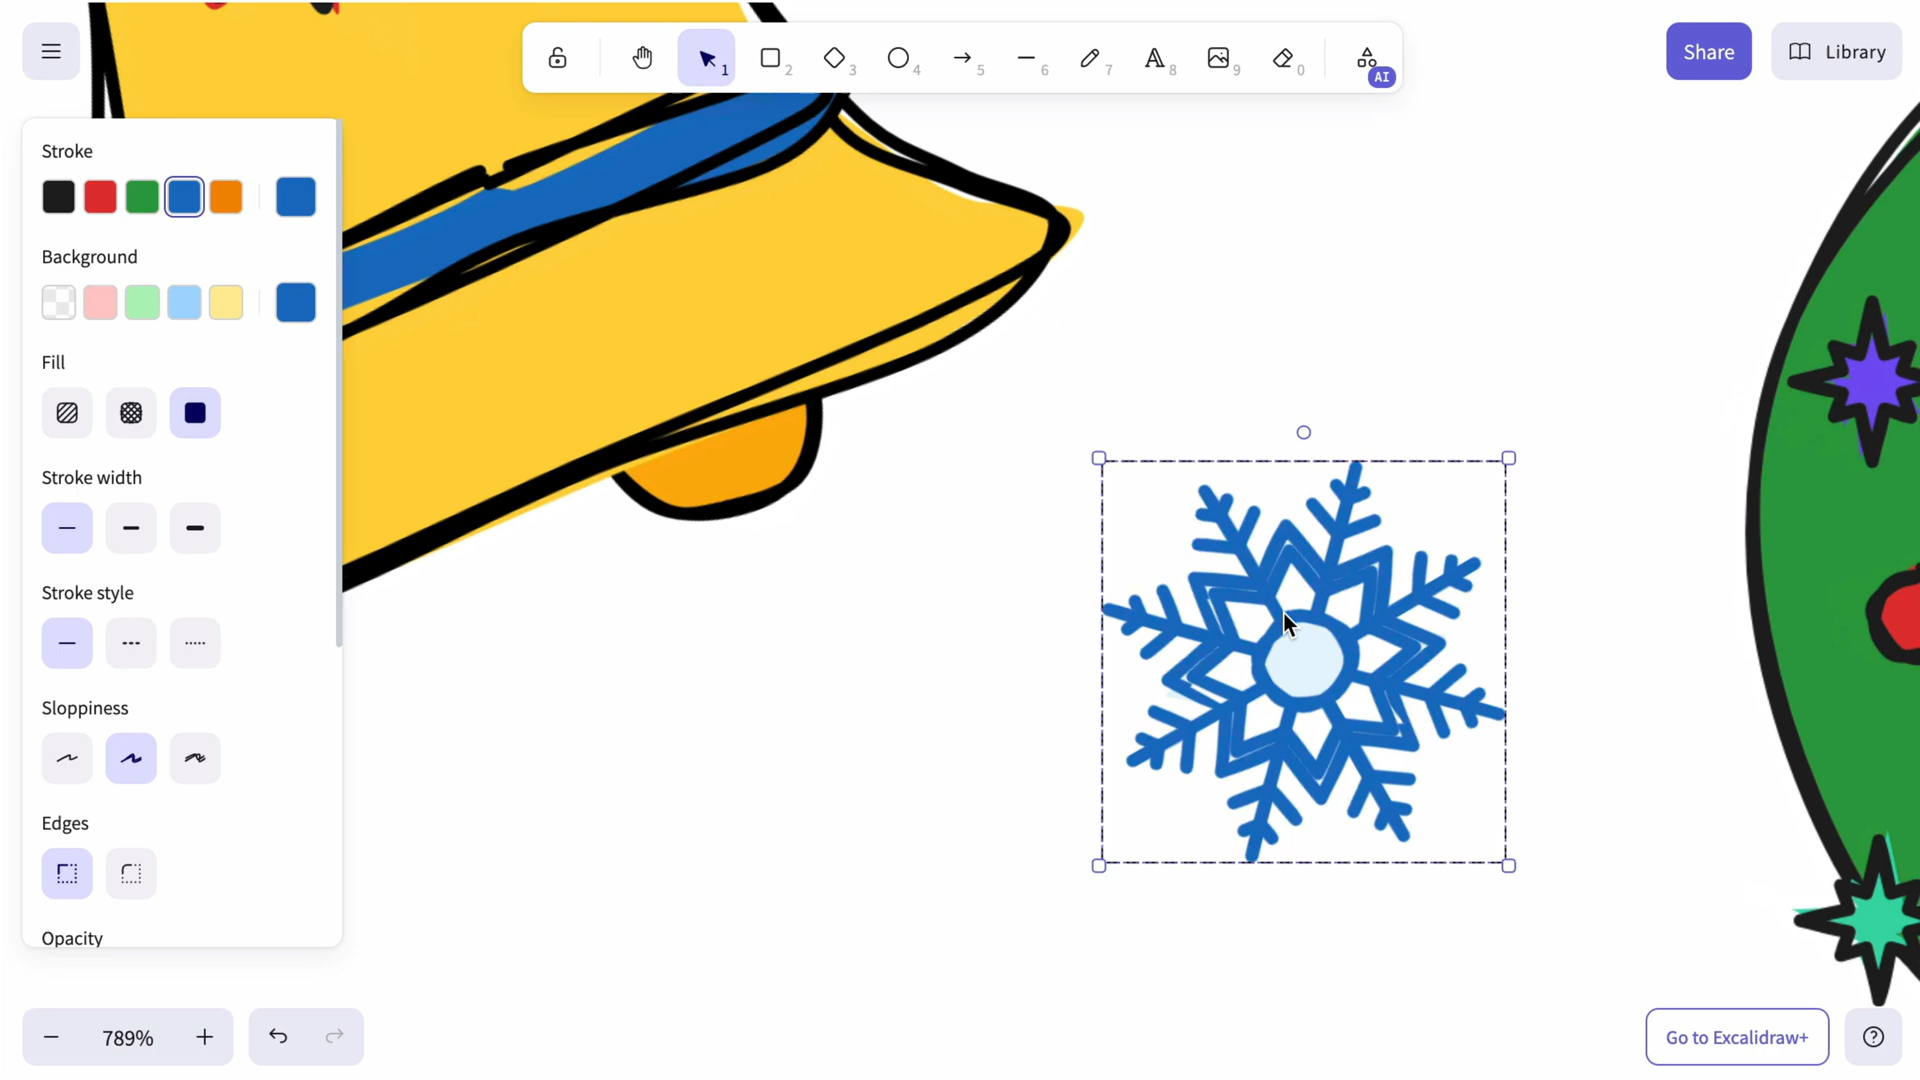 1
2
3
4
5
6
7
8
9
0
AI
Share
Library
Stroke
Background
Fill
Stroke width
Stroke style
Sloppiness
Edges
Opacity
789%
Go to Excalidraw+